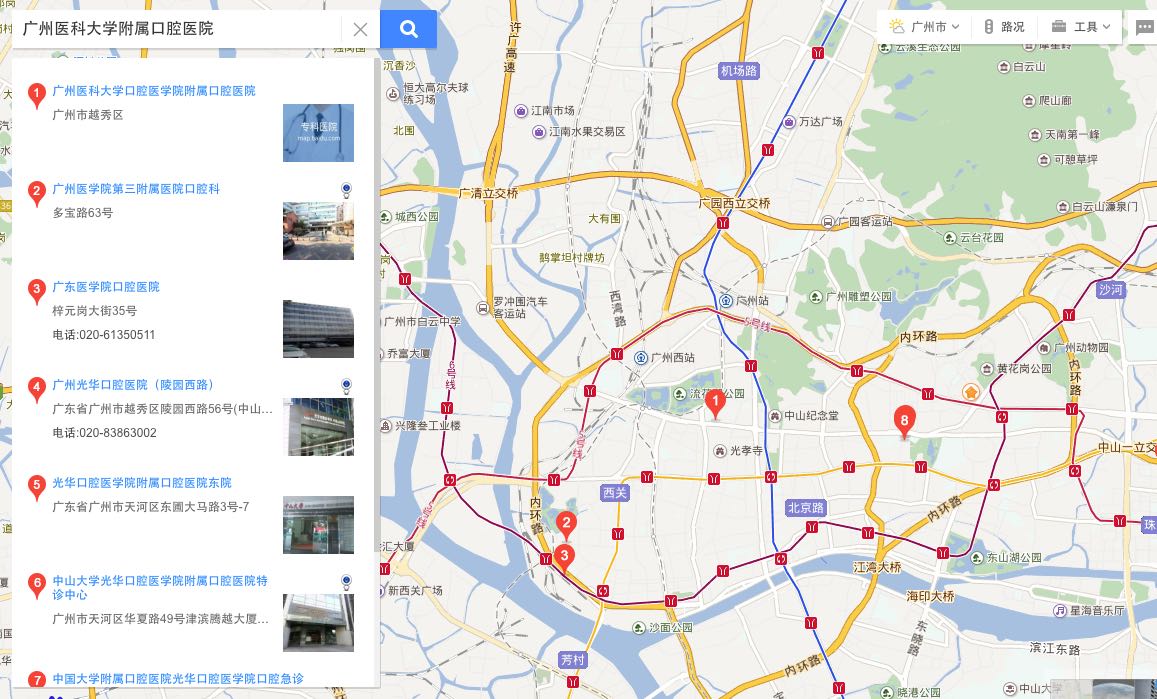 广州医科大学附属口腔医院
1
广州医科大学口腔医学院附属口腔医院
广州市越秀区
专科医院
map.baidu.com
2
广州医学院第三附属医院口腔科
多宝路63号
3
广东医学院口腔医院
梓元岗大街35号
电话:020-61350511
4
广州光华口腔医院（陵园西路）
广东省广州市越秀区陵园西路56号(中山...
电话:020-83863002
5
光华口腔医学院附属口腔医院东院
广东省广州市天河区东圃大马路3号-7
6
中山大学光华口腔医学院附属口腔医院特
诊中心
广州市天河区华夏路49号津滨腾越大厦...
7
中国大学附属口腔医院光华口腔医学院口腔急诊
广州市
路况
工具
许广高速
机场路
云溪生态公园
摩星岭
白云山
沉香沙
恒大高尔夫球
练习场
江南市场
江南水果交易区
北围
万达广场
爬山廊
天南第一峰
可憩草坪
广清立交桥
广园西立交桥
白云山濂泉门
城西公园
大有围
广园客运站
云台花园
鹅掌坦村牌坊
罗冲围汽车
客运站
西湾路
广州站
广州雕塑公园
沙河
广州市白云中学
5号线
内环路
乔富大厦
广州西站
广州动物园
黄花岗公园
6号线
内环路
流花湖公园
1
中山纪念堂
8
兴隆叁工业楼
5号线
光孝寺
中山一立交
西关
北京路
内环路
内环路
2
汇大厦
3
江湾大桥
东山湖公园
新西关广场
海印大桥
星海音乐厅
沙面公园
东晓路
滨江东路
芳村
内环路
中山大学
晓港公园